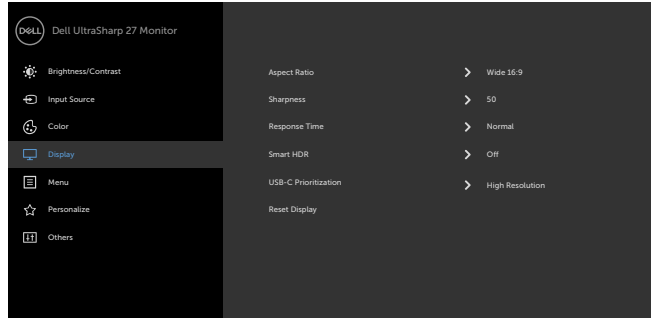 DELL
Dell UltraSharp 27 Monitor
Brightness/Contrast
Aspect Ratio
Wide 16:9
Input Source
Sharpness
50
Color
Response Time
Normal
Display
Smart HDR
Off
Menu
USB-C Prioritization
High Resolution
Personalize
Reset Display
Others